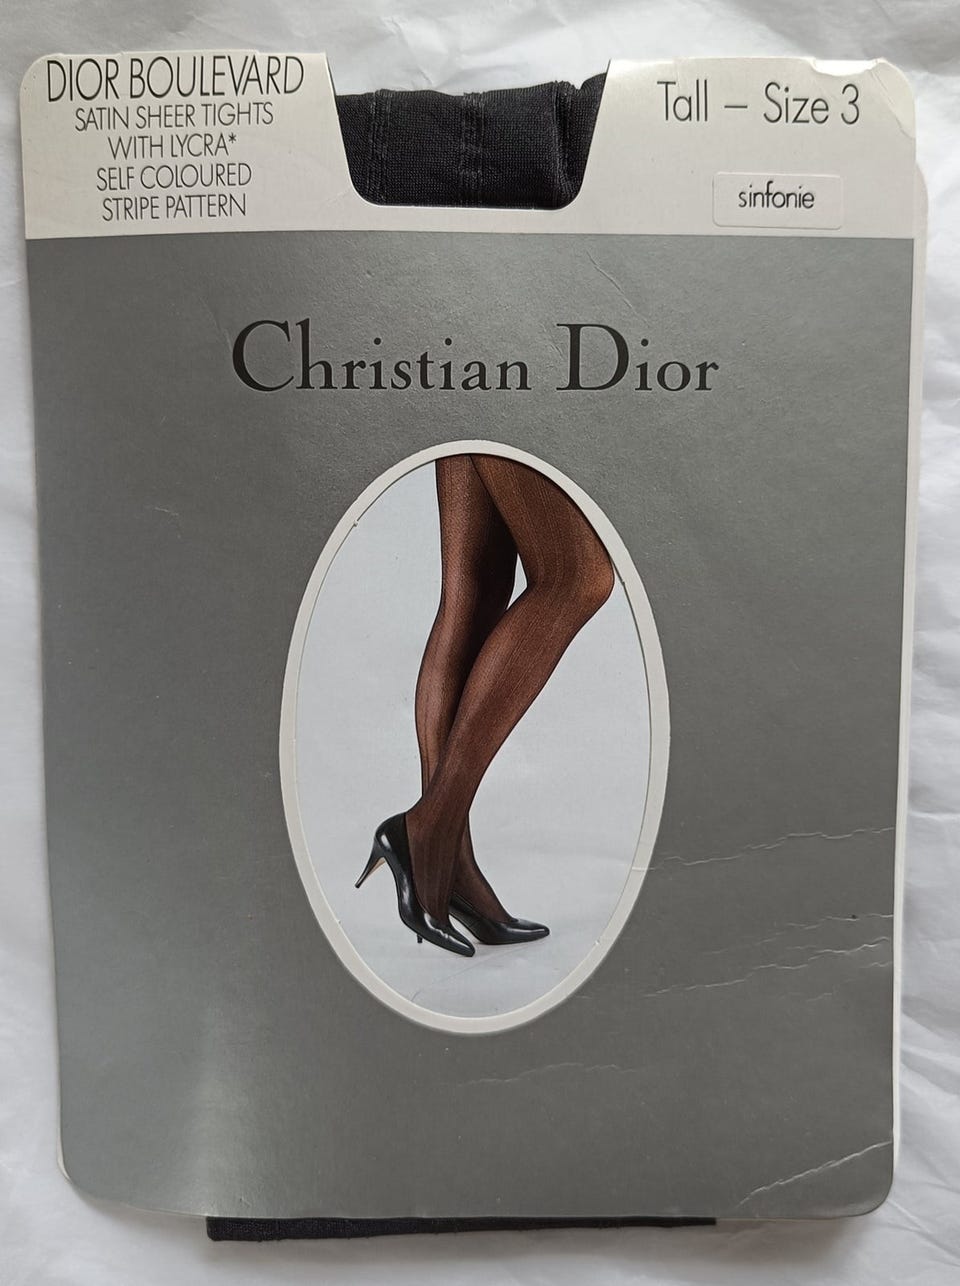 DIOR BOULEVARD
SATIN SHEER TIGHTS
WITH LYCRA*
SELF COLOURED
STRIPE PATTERN
Tall – Size 3
sinfonie
Christian Dior